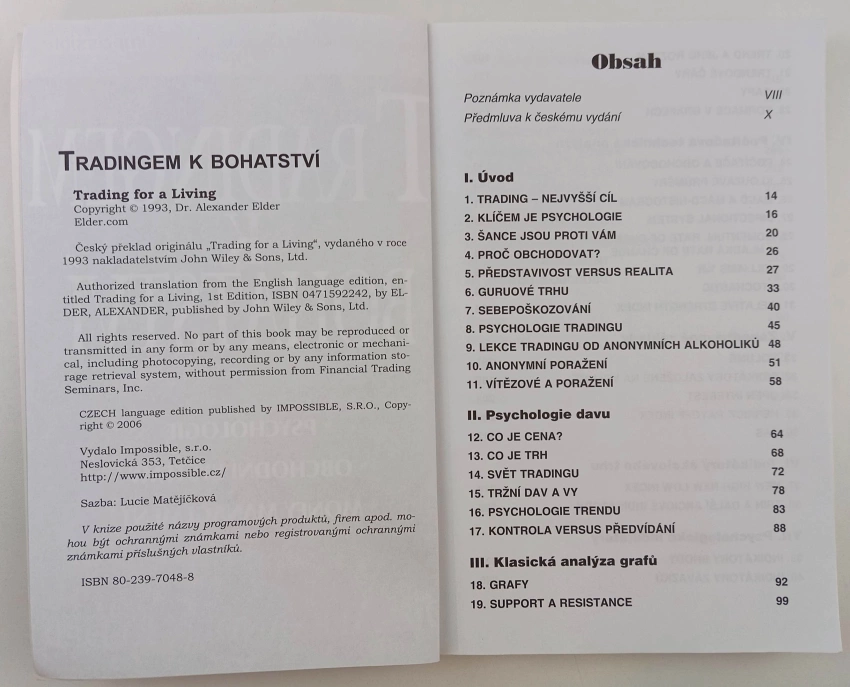 TRADINGEM K BOHATSTVÍ
Trading for a Living
Copyright © 1993, Dr. Alexander Elder
Elder.com
Český překlad originálu „Trading for a Living“, vydaného v roce
1993 nakladatelstvím John Wiley & Sons, Ltd.
Authorized translation from the English language edition, en-
titled Trading for a Living, 1st Edition, ISBN 0471592242, by EL-
DER, ALEXANDER, published by John Wiley & Sons, Ltd.
All rights reserved. No part of this book may be reproduced or
transmitted in any form or by any means, electronic or mechani-
cal, including photocopying, recording or by any information sto-
rage retrieval system, without permission from Financial Trading
Seminars, Inc.
CZECH language edition published by IMPOSSIBLE, S.R.O., Copy-
right © 2006
Vydalo Impossible, s.r.o.
Neslovická 353, Tetčice
http://www.impossible.cz/
Sazba: Lucie Matějíčková
V knize použité názvy programových produktů, firem apod. mo-
hou být ochrannými známkami nebo registrovanými ochrannými
známkami příslušných vlastníků.
ISBN 80-239-7048-8
Obsah
Poznámka vydavatele VIII
Předmluva k českému vydání X
I. Úvod
1. TRADING – NEJVYŠŠÍ CÍL 14
2. KLÍČEM JE PSYCHOLOGIE 16
3. ŠANCE JSOU PROTI VÁM 20
4. PROČ OBCHODOVAT? 26
5. PŘEDSTAVIVOST VERSUS REALITA 27
6. GURUOVÉ TRHU 33
7. SEBEPOŠKOZOVÁNÍ 40
8. PSYCHOLOGIE TRADINGU 45
9. LEKCE TRADINGU OD ANONYMNÍCH ALKOHOLIKŮ 48
10. ANONYMNÍ PORAŽENÍ 51
11. VÍTĚZOVÉ A PORAŽENÍ 58
II. Psychologie davu
12. CO JE CENA? 64
13. CO JE TRH 68
14. SVĚT TRADINGU 72
15. TRŽNÍ DAV A VY 78
16. PSYCHOLOGIE TRENDU 83
17. KONTROLA VERSUS PŘEDVÍDÁNÍ 88
III. Klasická analýza grafů
18. GRAFY 92
19. SUPPORT A RESISTANCE 99